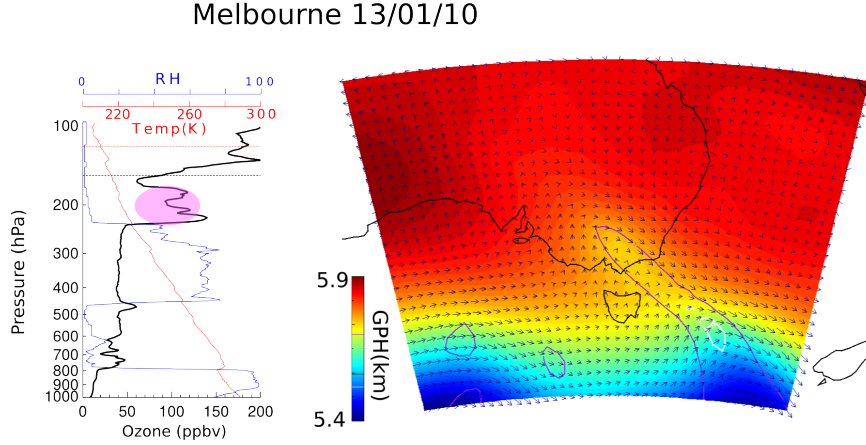 Melbourne 13/01/10
RH
0 100
220 260 300
Temp(K)
100
200
300
400
500
600
700
800
900
1000
Pressure (hPa)
0 50 100 150 200
Ozone (ppbv)
5.9
GPH(km)
5.4